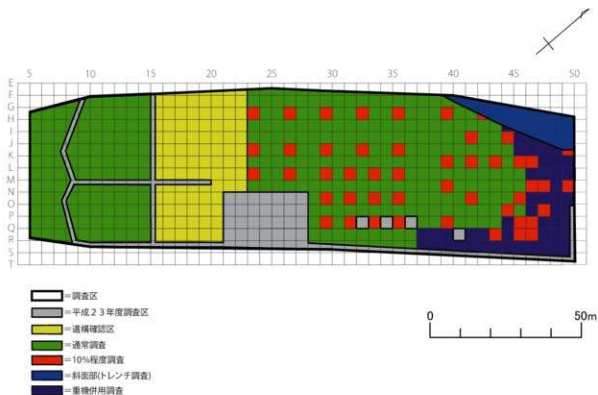 5 10 15 20 25 30 35 40 45 50
E
F
G
H
I
J
K
L
M
N
O
P
Q
R
S
T
=調査区
=平成23年度調査区
=遺構確認区
=通常調査
=10%程度調査
=斜面部(トレンチ調査)
=重機併用調査
0 50m